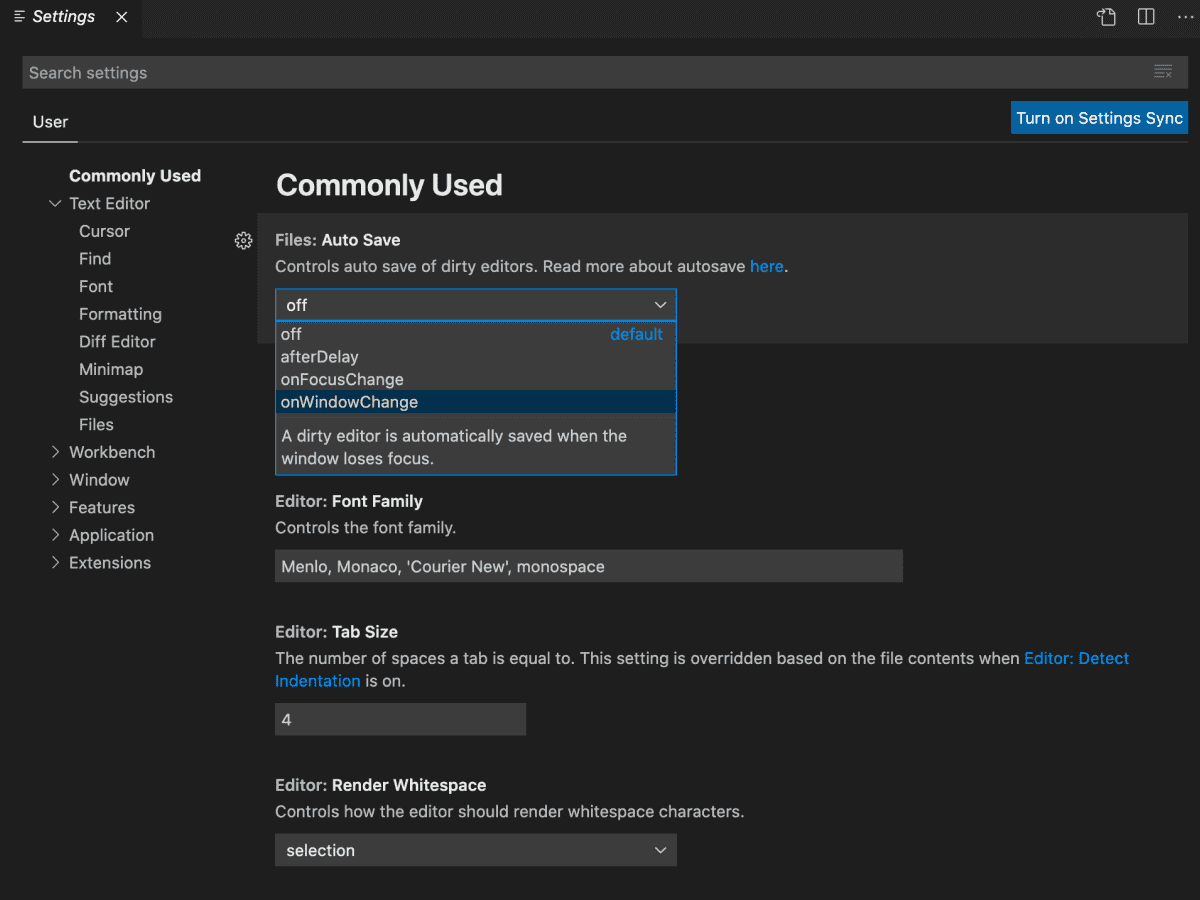 Settings
Search settings
User
Turn on Settings Sync
Commonly Used
Text Editor
Cursor
Find
Font
Formatting
Diff Editor
Minimap
Suggestions
Files
Workbench
Window
Features
Application
Extensions
Commonly Used
Files: Auto Save
Controls auto save of dirty editors. Read more about autosave here.
off
off default
afterDelay
onFocusChange
onWindowChange
A dirty editor is automatically saved when the
window loses focus.
Editor: Font Family
Controls the font family.
Menlo, Monaco, 'Courier New', monospace
Editor: Tab Size
The number of spaces a tab is equal to. This setting is overridden based on the file contents when Editor: Detect
Indentation is on.
4
Editor: Render Whitespace
Controls how the editor should render whitespace characters.
selection